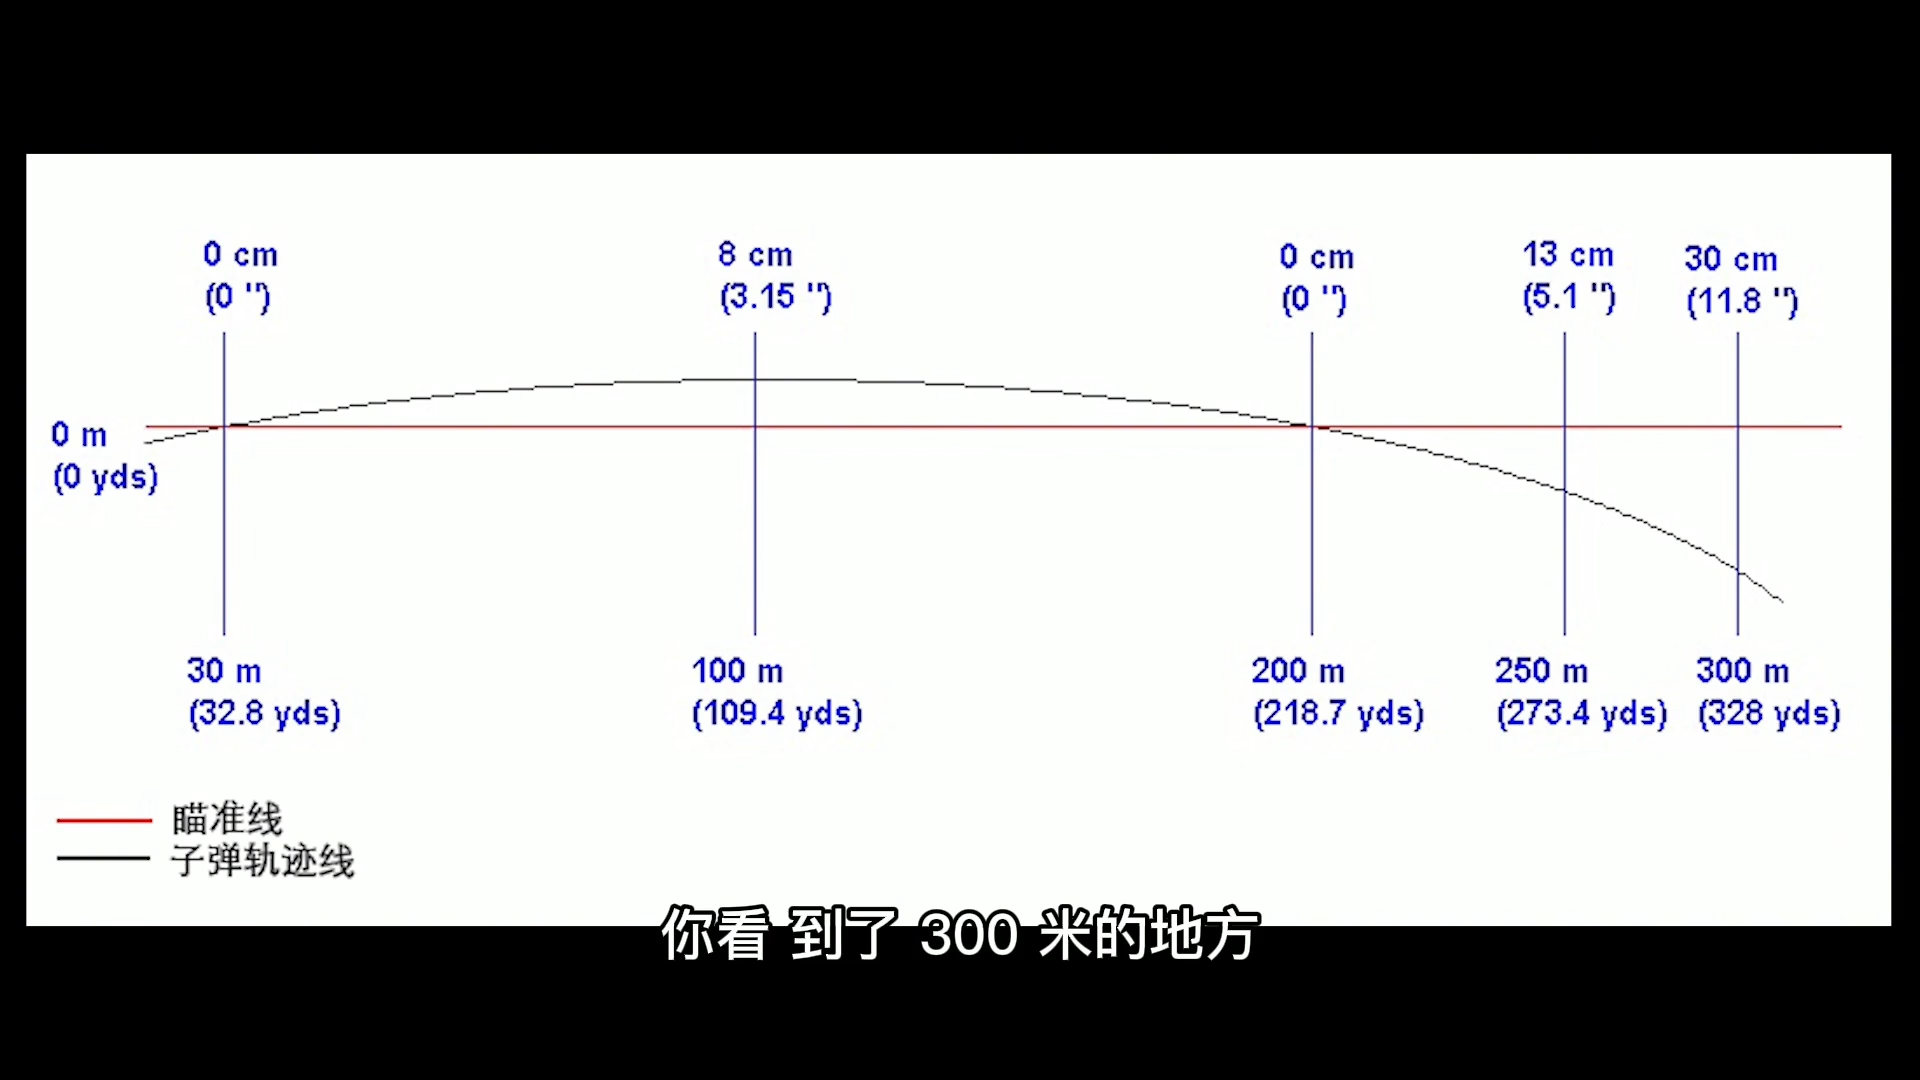 0 cm
(0 ")
8 cm
(3.15 ")
0 cm
(0 ")
13 cm
(5.1 ")
30 cm
(11.8 ")
0 m
(0 yds)
30 m
(32.8 yds)
100 m
(109.4 yds)
200 m
(218.7 yds)
250 m
(273.4 yds)
300 m
(328 yds)
瞄准线
子弹轨迹线
你看 到了 300 米的地方